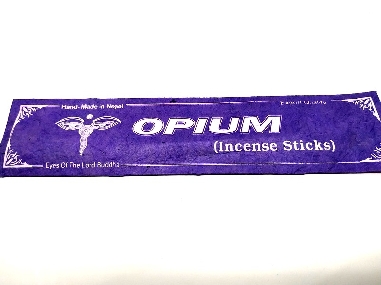 Hand-Made in Nepal
OPIUM
(Incense Sticks)
Eyes Of The Lord Buddha